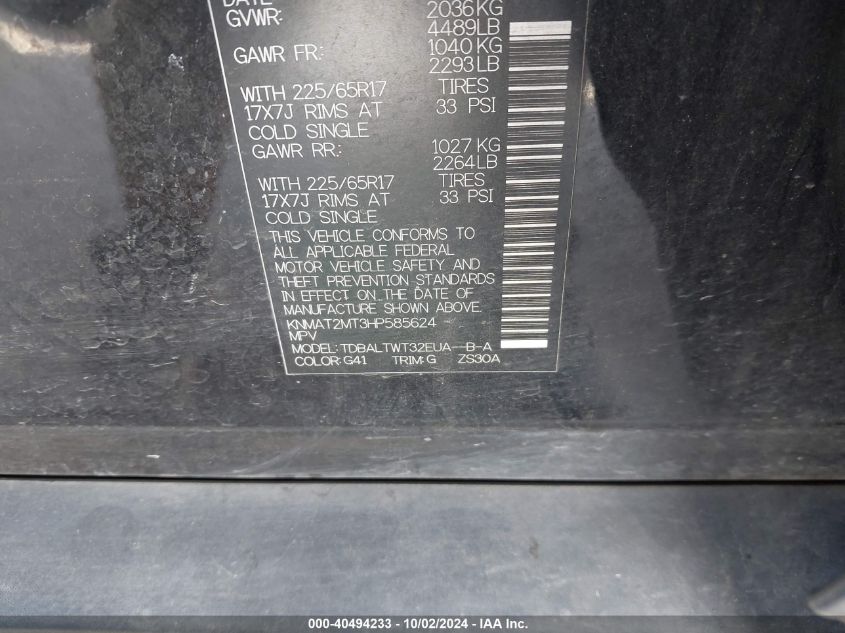 DATE
GVWR: 2036KG
4489LB
GAWR FR: 1040KG
2293LB
WITH 225/65R17 TIRES
17X7J RIMS AT 33 PSI
COLD SINGLE
GAWR RR: 1027 KG
2264LB
WITH 225/65R17 TIRES
17X7J RIMS AT 33 PSI
COLD SINGLE
THIS VEHICLE CONFORMS TO
ALL APPLICABLE FEDERAL
MOTOR VEHICLE SAFETY AND
THEFT PREVENTION STANDARDS
IN EFFECT ON THE DATE OF
MANUFACTURE SHOWN ABOVE.
KNMAT2MT3HP585624
MPV
MODEL:TDBALTWT32EUA--B-A
COLOR:G41 TRIM:G ZS30A
000-40494233 - 10/02/2024 - IAA Inc.